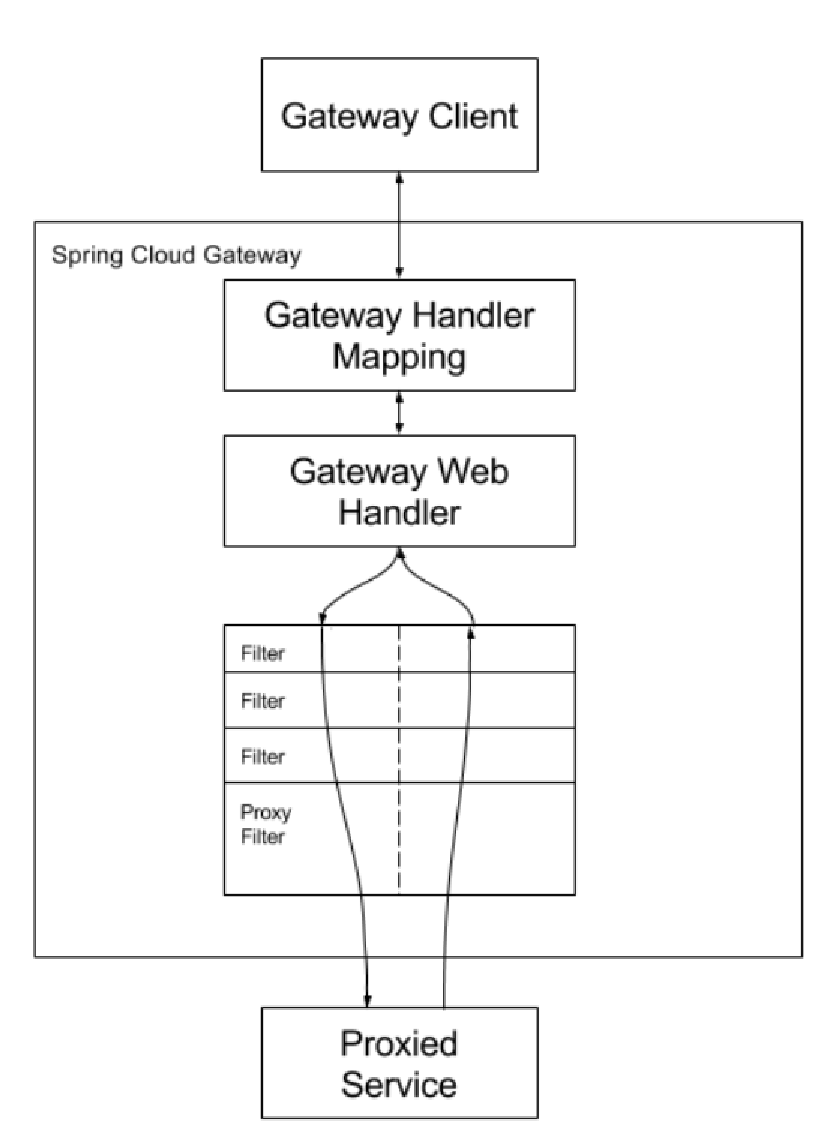 Gateway Client
Spring Cloud Gateway
Gateway Handler
Mapping
Gateway Web
Handler
Filter
Filter
Filter
Proxy
Filter
Proxied
Service